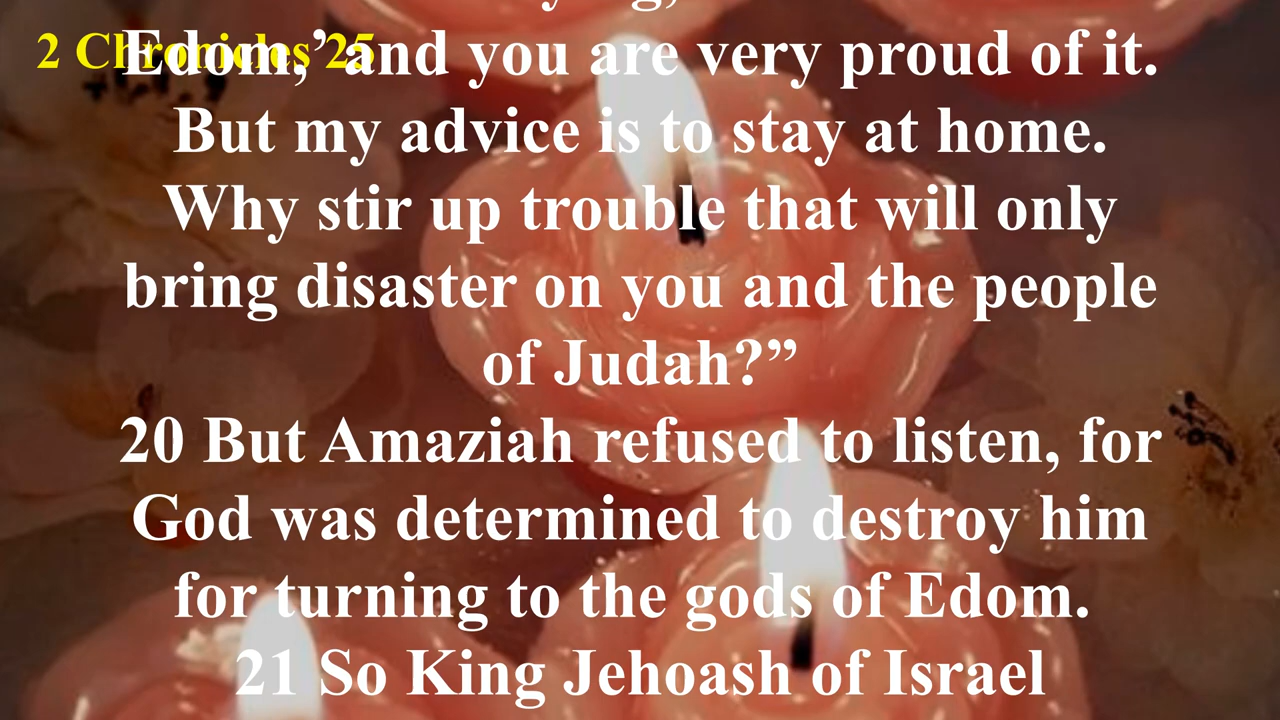 2 Chronicles 25
Edom,’ and you are very proud of it.
But my advice is to stay at home.
Why stir up trouble that will only
bring disaster on you and the people
of Judah?”
20 But Amaziah refused to listen, for
God was determined to destroy him
for turning to the gods of Edom.
21 So King Jehoash of Israel